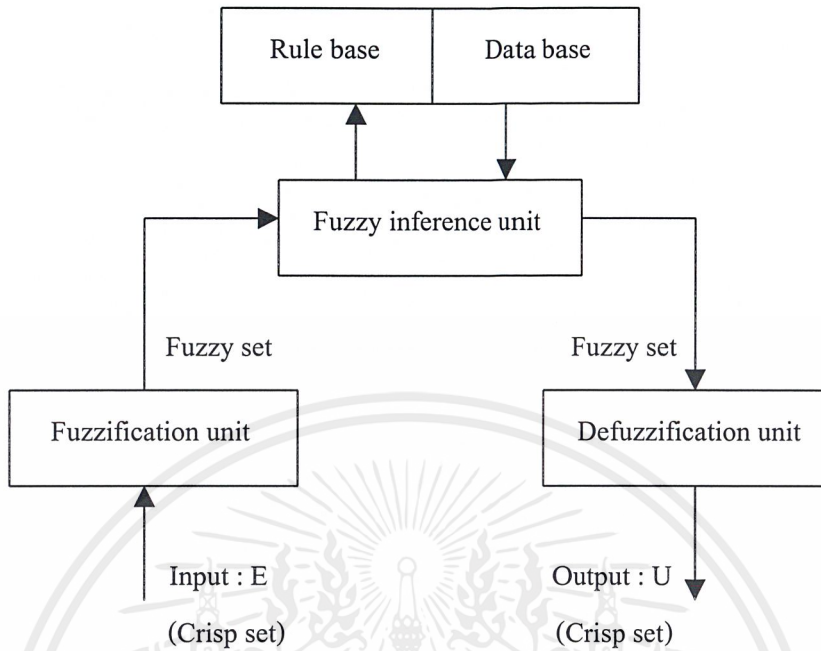 Rule base
Data base
Fuzzy inference unit
Fuzzy set
Fuzzy set
Fuzzification unit
Defuzzification unit
Input : E
Output : U
(Crisp set)
(Crisp set)